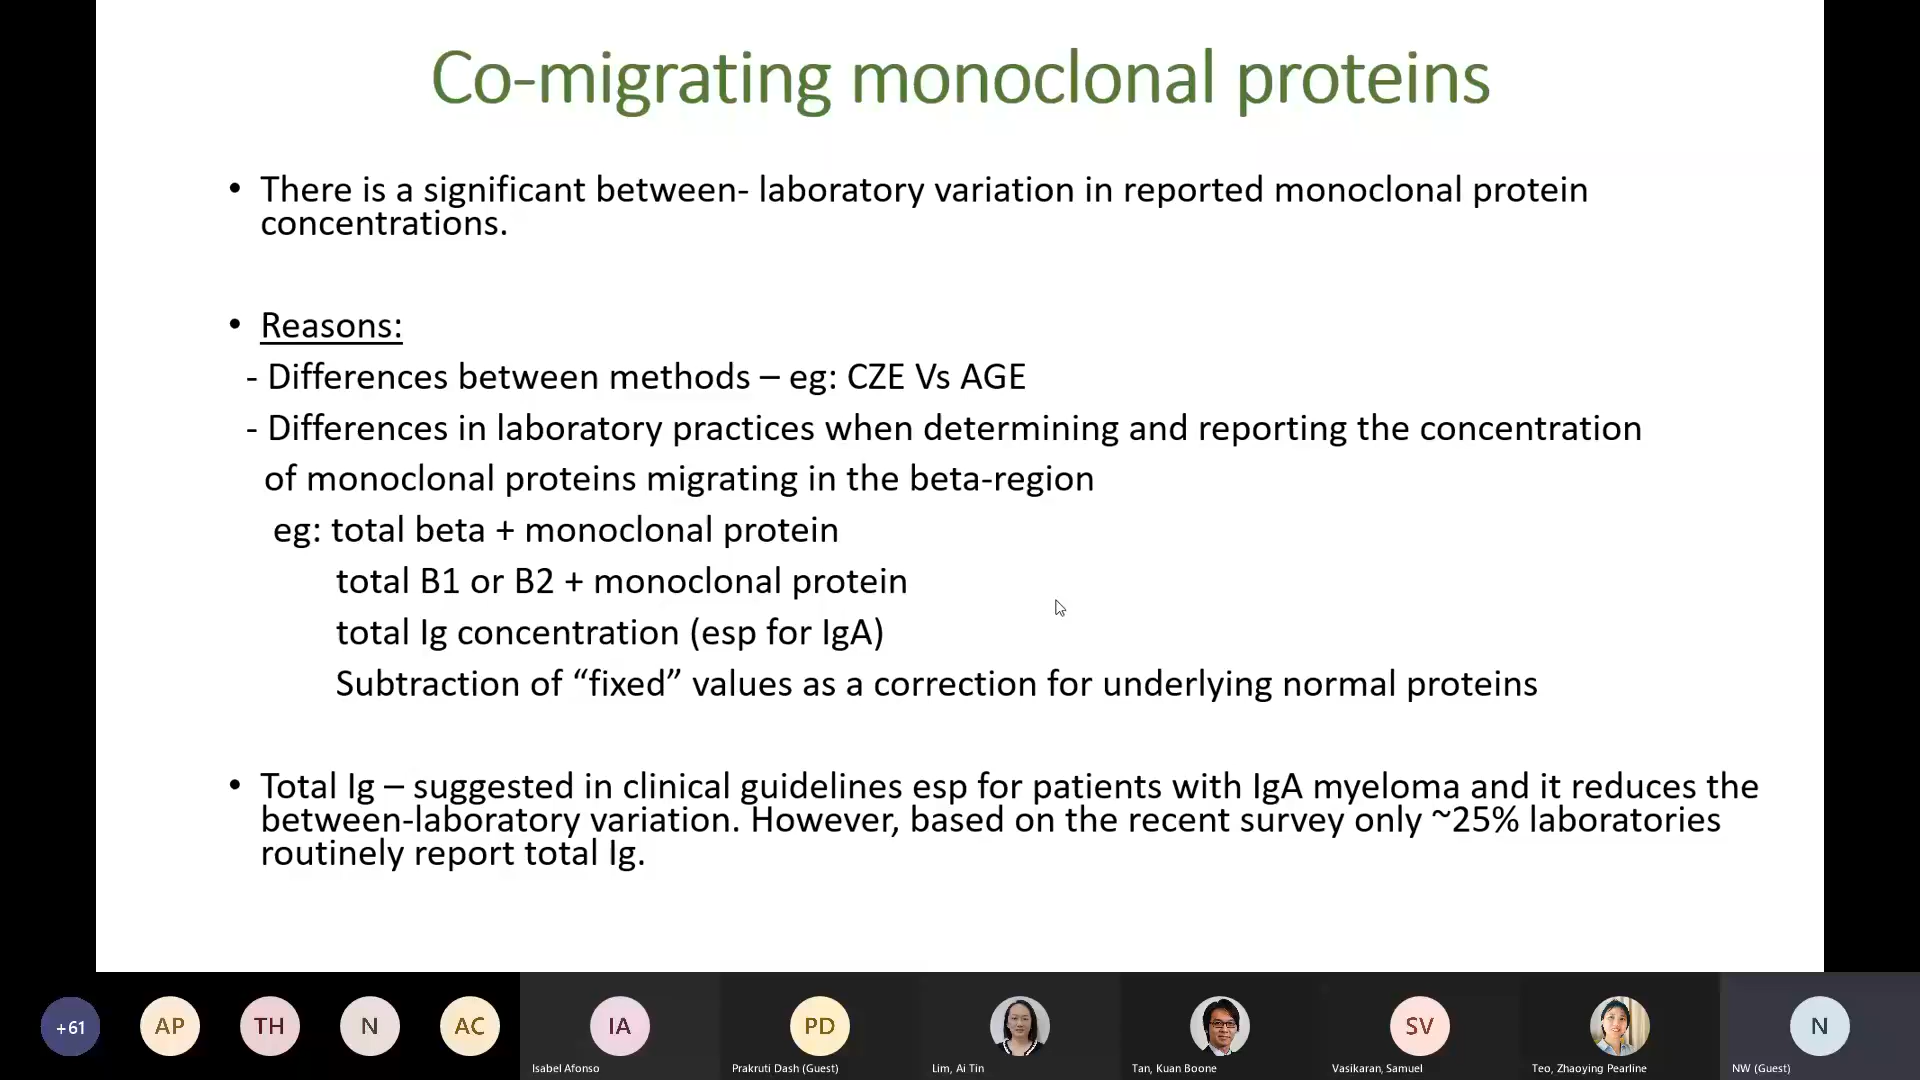 Co-migrating monoclonal proteins
• There is a significant between- laboratory variation in reported monoclonal protein
concentrations.
• Reasons:
- Differences between methods – eg: CZE Vs AGE
- Differences in laboratory practices when determining and reporting the concentration
of monoclonal proteins migrating in the beta-region
eg: total beta + monoclonal protein
total B1 or B2 + monoclonal protein
total Ig concentration (esp for IgA)
Subtraction of “fixed” values as a correction for underlying normal proteins
• Total Ig – suggested in clinical guidelines esp for patients with IgA myeloma and it reduces the
between-laboratory variation. However, based on the recent survey only ~25% laboratories
routinely report total Ig.
+61 AP TH N AC IA PD SV N
Isabel Afonso Prakruti Dash (Guest) Lim, Ai Tin Tan, Kuan Boone Vasikaran, Samuel Teo, Zhaoying Pearline NW (Guest)